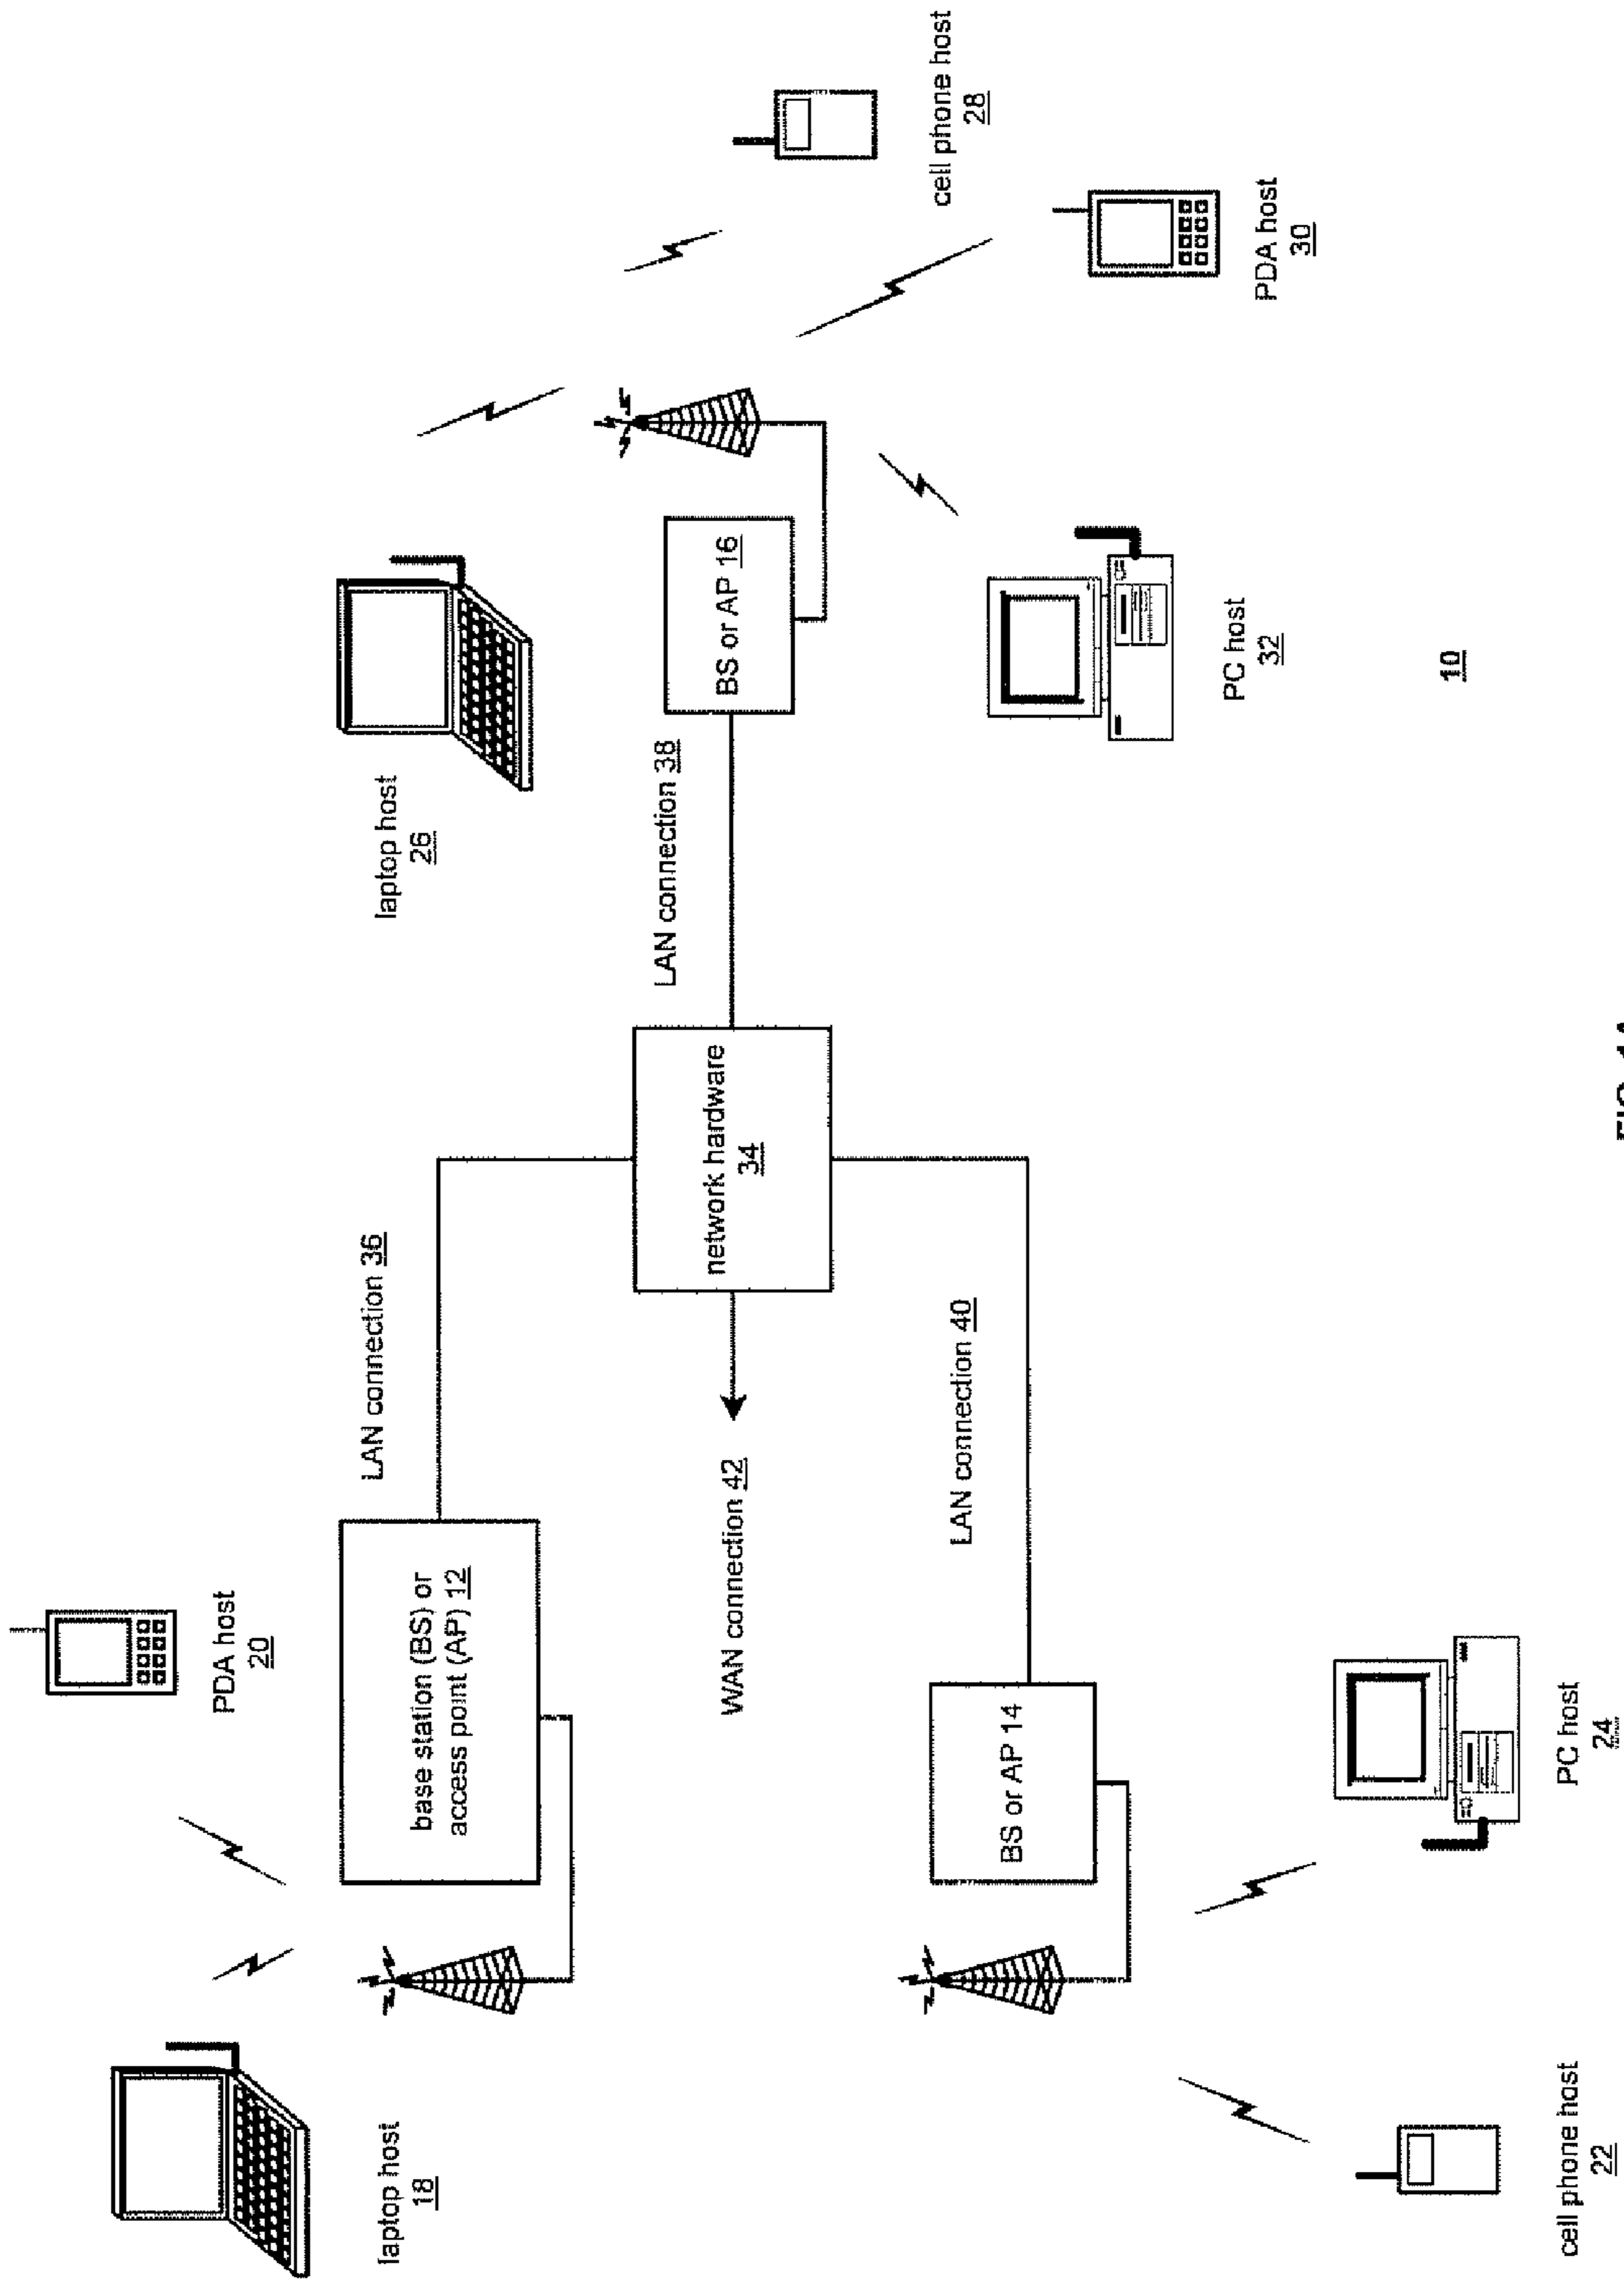 PDA host
20
laptop host
18
base station (BS) or
access point (AP) 12
LAN connection 36
WAN connection 42
network hardware
34
LAN connection 38
laptop host
26
BS or AP 16
cell phone host
28
PDA host
30
PC host
32
LAN connection 40
BS or AP 14
PC host
24
cell phone host
22
10